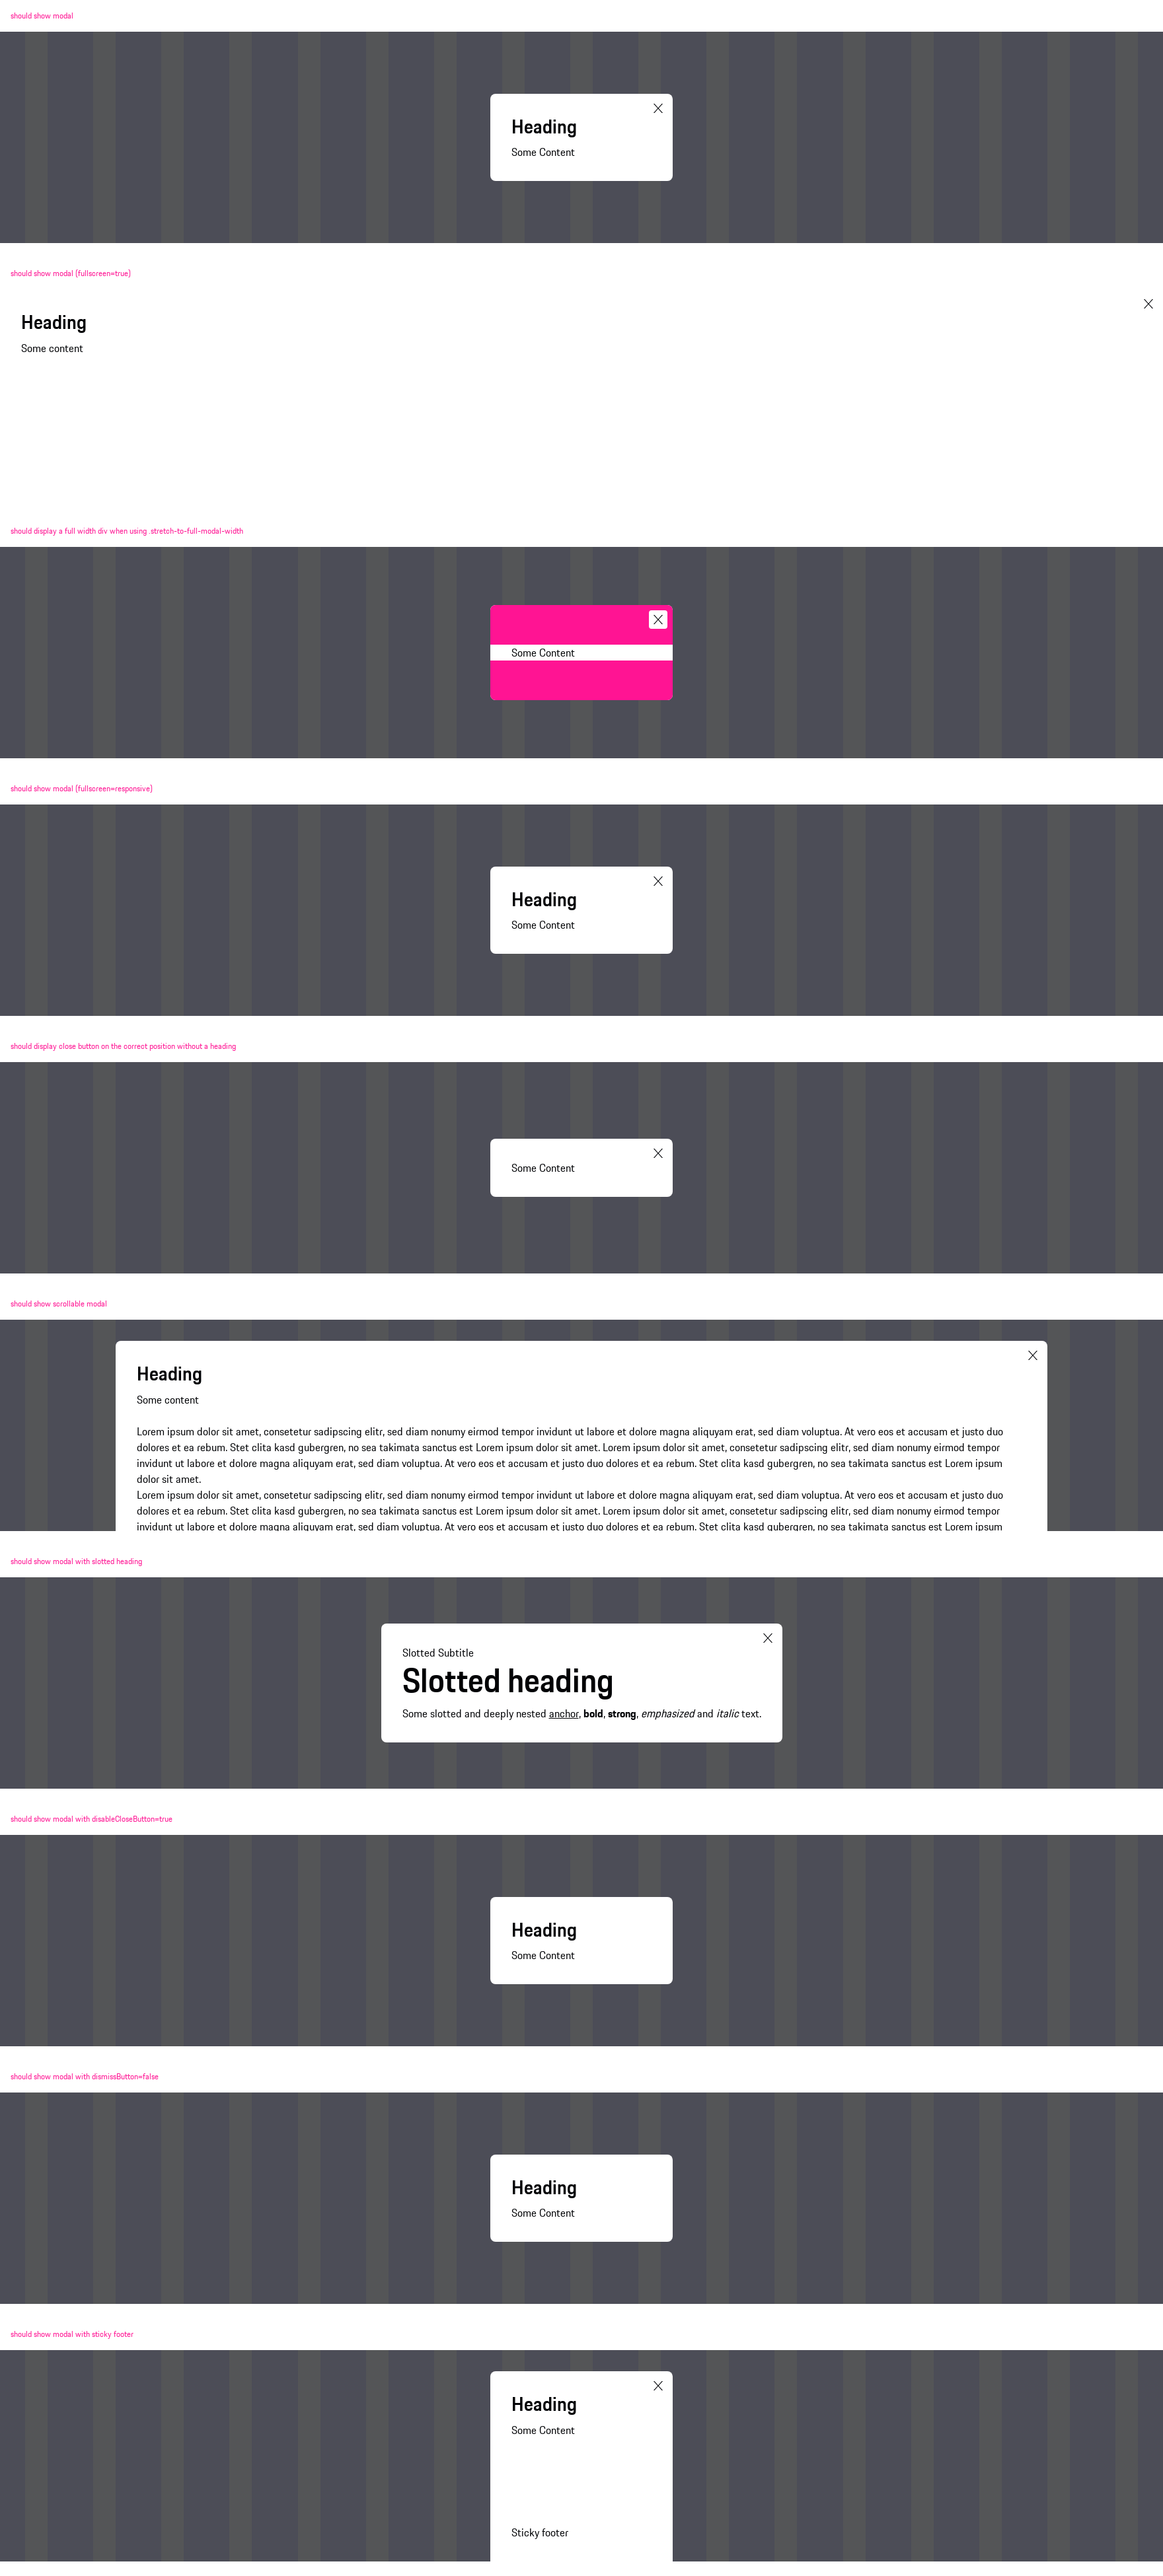 should show modal
Heading
Some Content
should show modal (fullscreen=true)
Heading
Some content
should display a full width div when using .stretch-to-full-modal-width
Some Content
should show modal (fullscreen=responsive)
Heading
Some Content
should display close button on the correct position without a heading
Some Content
should show scrollable modal
Heading
Some content
Lorem ipsum dolor sit amet, consetetur sadipscing elitr, sed diam nonumy eirmod tempor invidunt ut labore et dolore magna aliquyam erat, sed diam voluptua. At vero eos et accusam et justo duo
dolores et ea rebum. Stet clita kasd gubergren, no sea takimata sanctus est Lorem ipsum dolor sit amet. Lorem ipsum dolor sit amet, consetetur sadipscing elitr, sed diam nonumy eirmod tempor
invidunt ut labore et dolore magna aliquyam erat, sed diam voluptua. At vero eos et accusam et justo duo dolores et ea rebum. Stet clita kasd gubergren, no sea takimata sanctus est Lorem ipsum
dolor sit amet.
Lorem ipsum dolor sit amet, consetetur sadipscing elitr, sed diam nonumy eirmod tempor invidunt ut labore et dolore magna aliquyam erat, sed diam voluptua. At vero eos et accusam et justo duo
dolores et ea rebum. Stet clita kasd gubergren, no sea takimata sanctus est Lorem ipsum dolor sit amet. Lorem ipsum dolor sit amet, consetetur sadipscing elitr, sed diam nonumy eirmod tempor
invidunt ut labore et dolore magna aliquyam erat, sed diam voluptua. At vero eos et accusam et justo duo dolores et ea rebum. Stet clita kasd gubergren, no sea takimata sanctus est Lorem ipsum
should show modal with slotted heading
Slotted Subtitle
Slotted heading
Some slotted and deeply nested anchor, bold, strong, emphasized and italic text.
should show modal with disableCloseButton=true
Heading
Some Content
should show modal with dismissButton=false
Heading
Some Content
should show modal with sticky footer
Heading
Some Content
Sticky footer